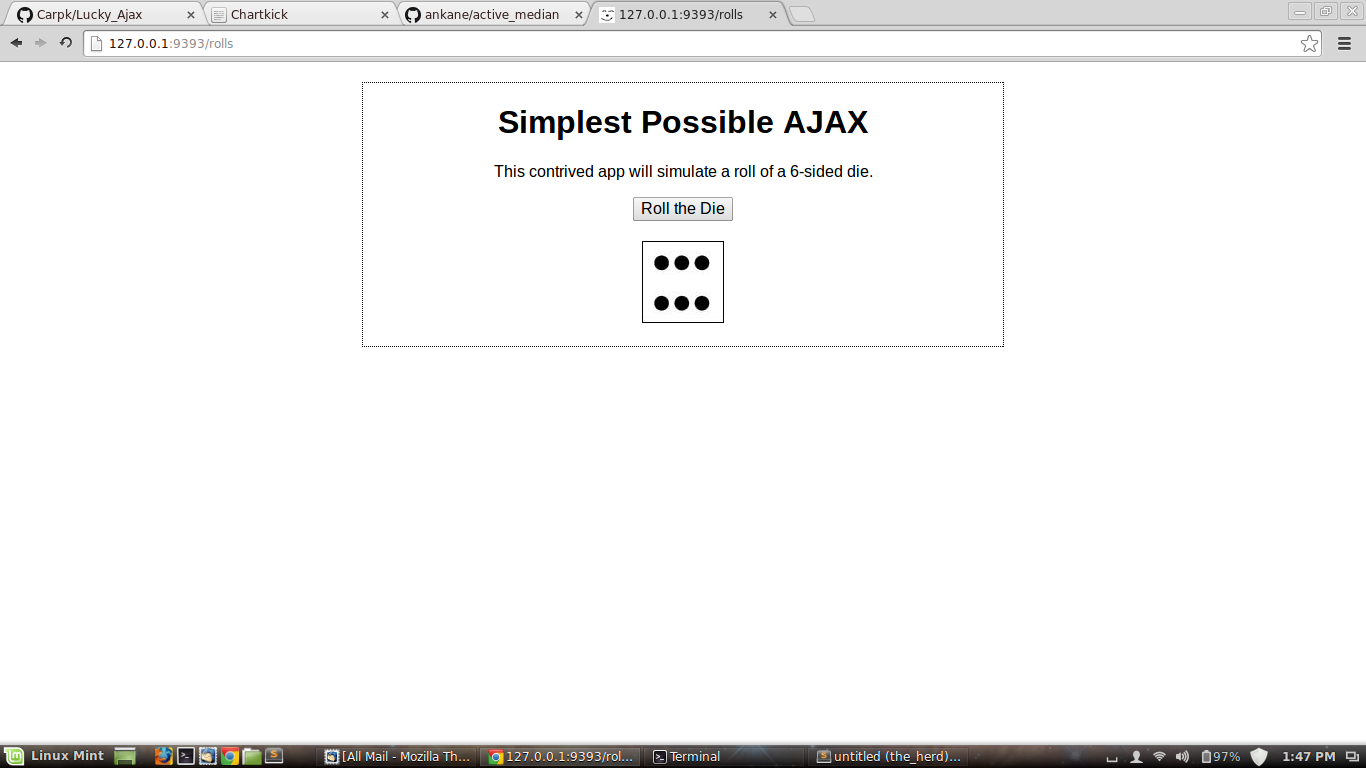 Carpk/Lucky_Ajax
Chartkick
ankane/active_median
127.0.0.1:9393/rolls
127.0.0.1:9393/rolls
Simplest Possible AJAX
This contrived app will simulate a roll of a 6-sided die.
Roll the Die
Linux Mint
[All Mail - Mozilla Th...
127.0.0.1:9393/rol...
Terminal
untitled (the_herd)...
97%
1:47 PM